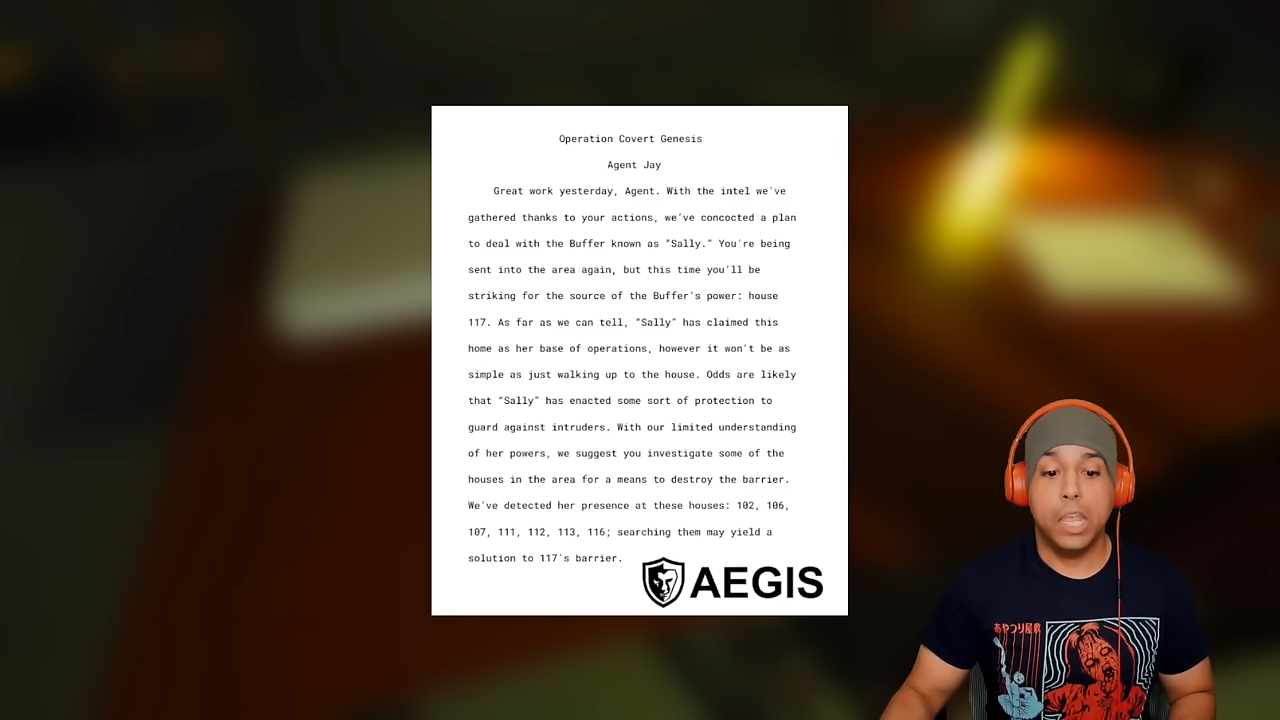 Operation Covert Genesis
Agent Jay
Great work yesterday, Agent. With the intel we've
gathered thanks to your actions, we've concocted a plan
to deal with the Buffer known as "Sally." You're being
sent into the area again, but this time you'll be
striking for the source of the Buffer's power: house
117. As far as we can tell, "Sally" has claimed this
home as her base of operations, however it won't be as
simple as just walking up to the house. Odds are likely
that "Sally" has enacted some sort of protection to
guard against intruders. With our limited understanding
of her powers, we suggest you investigate some of the
houses in the area for a means to destroy the barrier.
We've detected her presence at these houses: 102, 106,
107, 111, 112, 113, 116; searching them may yield a
solution to 117's barrier.
AEGIS
あやつり屋敷